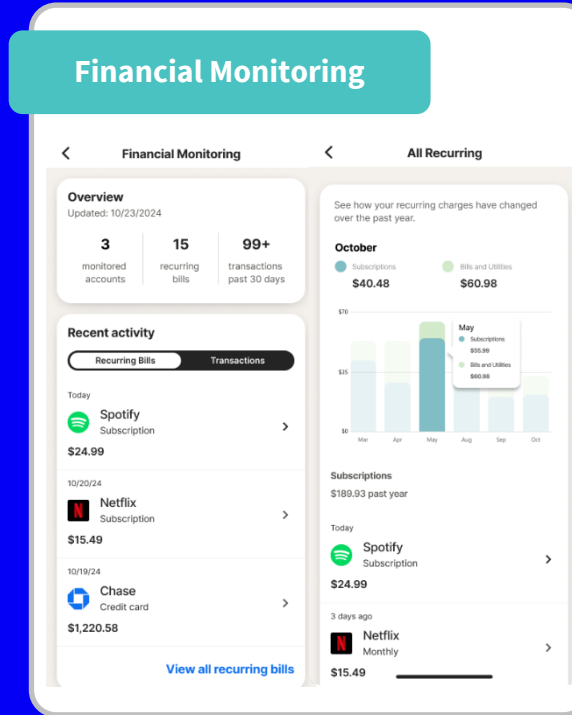 Financial Monitoring
Financial Monitoring
Overview
Updated: 10/23/2024
3
monitored
accounts
15
recurring
bills
99+
transactions
past 30 days
Recent activity
Recurring Bills
Transactions
Today
Spotify
Subscription
$24.99
10/20/24
Netflix
Subscription
$15.49
10/19/24
Chase
Credit card
$1,220.58
View all recurring bills
All Recurring
See how your recurring charges have changed
over the past year.
October
Subscriptions
$40.48
Bills and Utilities
$60.98
$70
$25
$0
May
Subscriptions
$55.99
Bills and Utilities
$60.98
Mar
Apr
May
Aug
Sep
Oct
Subscriptions
$189.93 past year
Today
Spotify
Subscription
$24.99
3 days ago
N
Netflix
Monthly
$15.49